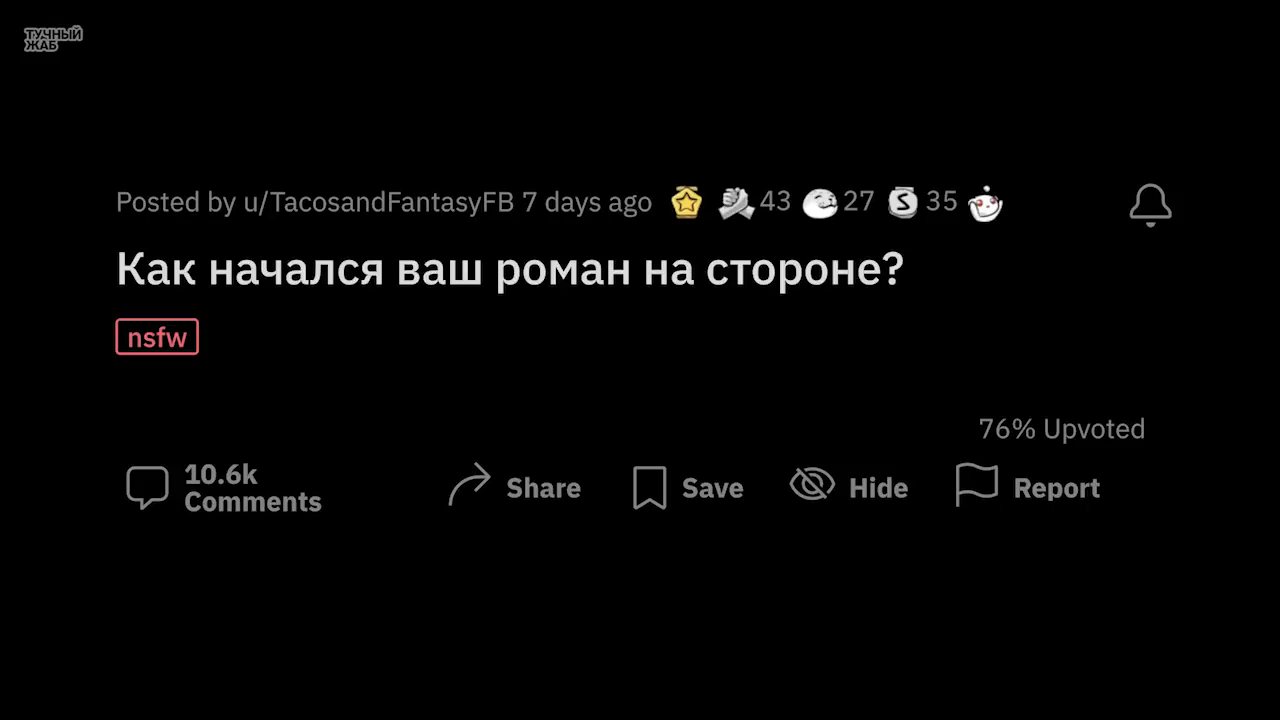 ТУЧНЫЙ
ЖАБ
Posted by u/TacosandFantasyFB 7 days ago 43 27 S 35
Как начался ваш роман на стороне?
nsfw
76% Upvoted
10.6k
Comments
Share
Save
Hide
Report